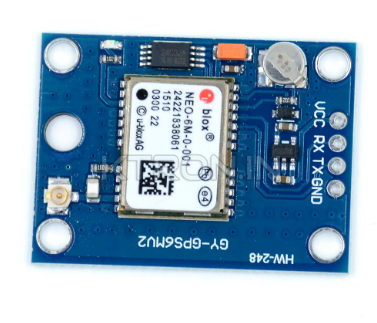 blox
NEO-6M-0-001
24221538061
1510
0300 22
© u-blox AG
e4
VCC RX TX GND
GY-GPS6MV2
HW-248